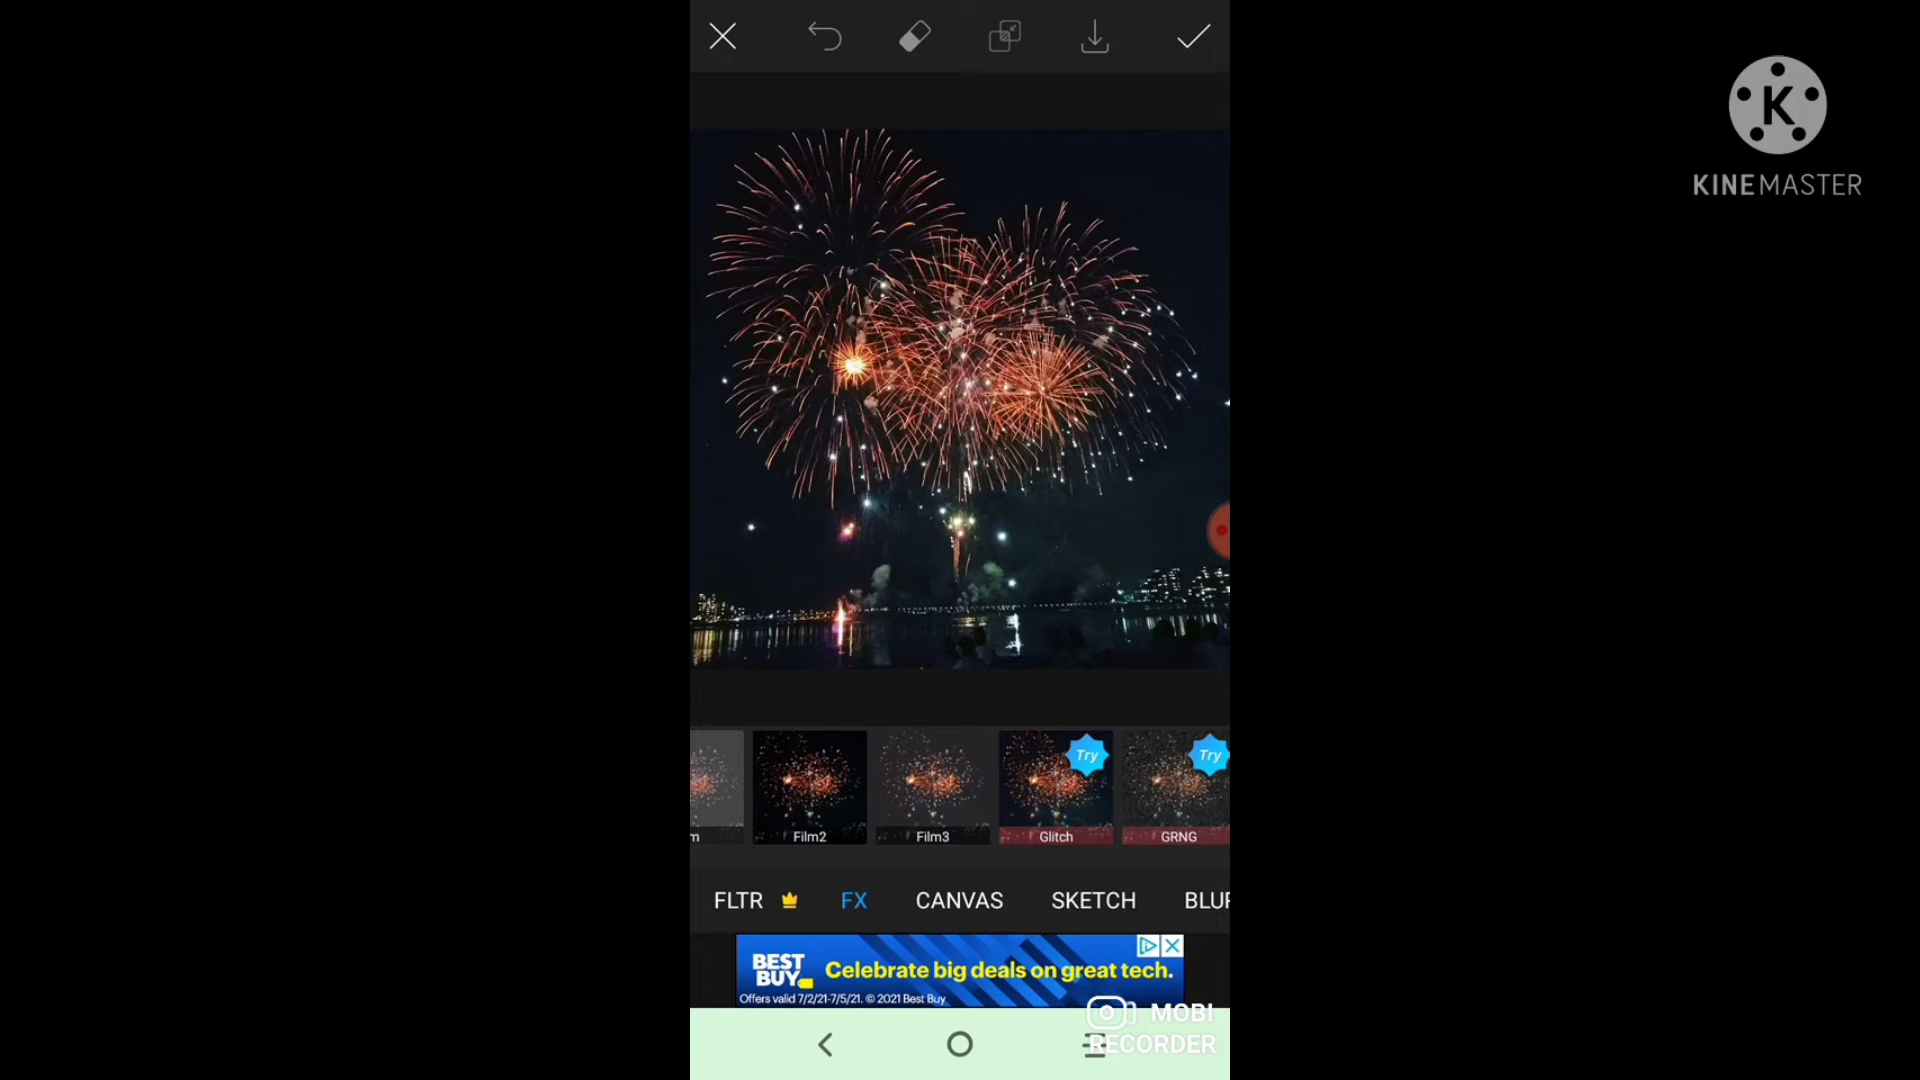 K
KINEMASTER
Try
Try
m
Film2
Film3
Glitch
GRNG
FLTR
FX
CANVAS
SKETCH
BLUR
BEST
BUY
Celebrate big deals on great tech.
Offers valid 7/2/21-7/5/21. © 2021 Best Buy
MOBI
RECORDER